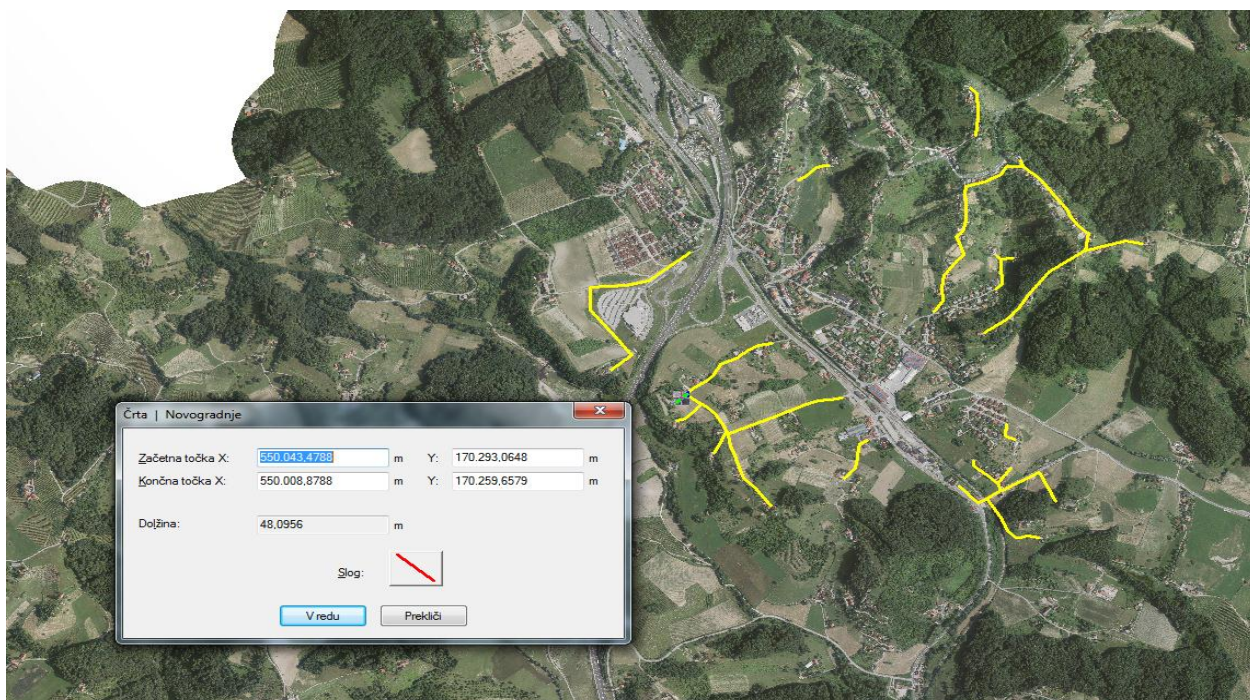 Črta | Novogradnje
Začetna točka X: 550.043,4788 m Y: 170.293,0648 m
Končna točka X: 550.008,8788 m Y: 170.259,6579 m
Dolžina: 48,0956 m
Slog:
V redu Prekliči